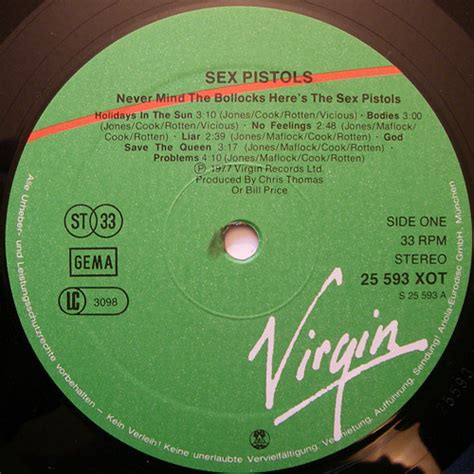 SEX PISTOLS
Never Mind The Bollocks Here's The Sex Pistols
Holidays In The Sun 3:10 (Jones/Cook/Rotten/Vicious) · Bodies 3:00
(Jones/Cook/Rotten/Vicious) · No Feelings 2:48 (Jones/Matlock/
Cook/Rotten) · Liar 2:39 (Jones/Matlock/Cook/Rotten) · God
Save The Queen 3:17 (Jones/Matlock/Cook/Rotten)
Problems 4:10 (Jones/Matlock/Cook/Rotten)
Ⓟ 1977 Virgin Records Ltd.
Produced By Chris Thomas
Or Bill Price
ST 33
GEMA
LC 3098
SIDE ONE
33 RPM
STEREO
25 593 XOT
S 25 593 A
Virgin
Alle Urheber- und Leistungsschutzrechte vorbehalten – Kein Verleih! Keine unerlaubte Vervielfältigung, Vermietung, Aufführung, Sendung! Ariola-Eurodisc GmbH, München
25593